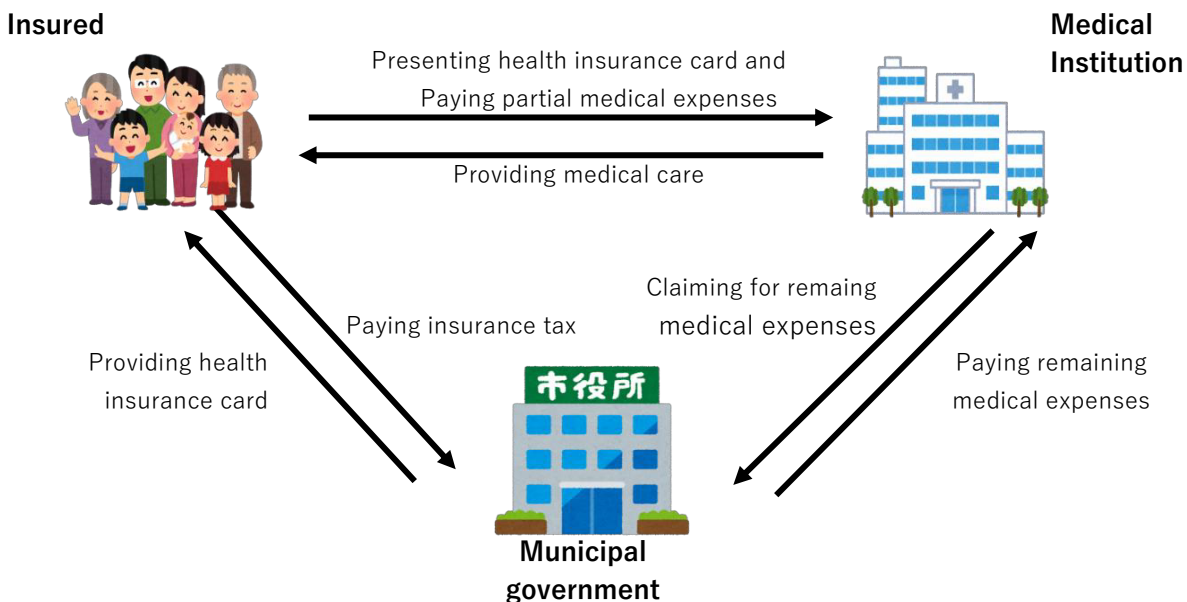 Insured
Medical
Institution
Presenting health insurance card and
Paying partial medical expenses
Providing medical care
Claiming for remaing
medical expenses
Paying insurance tax
Providing health
insurance card
Paying remaining
medical expenses
市役所
Municipal
government